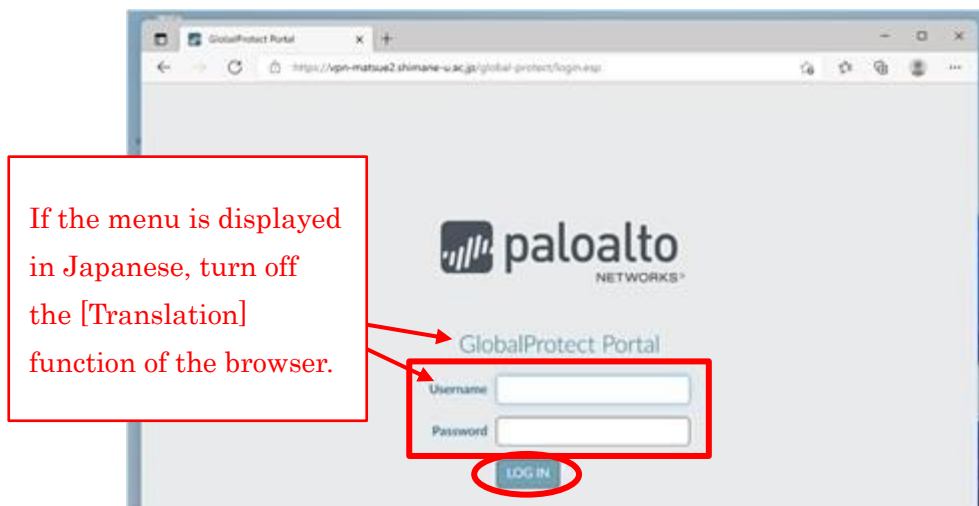 GlobalProtect Portal
https://vpn-matsue2.shimane-u.ac.jp/global-protect/login.esp
If the menu is displayed
in Japanese, turn off
the [Translation]
function of the browser.
paloalto
NETWORKS
GlobalProtect Portal
Username
Password
LOG IN